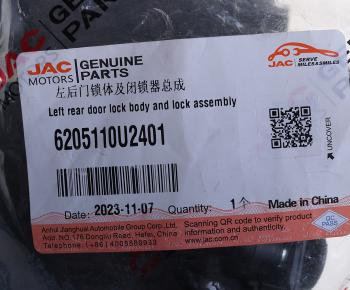 JAC MOTORS GENUINE PARTS
JAC SERVE MILES&SMILES
左后门锁体及闭锁器总成
Left rear door lock body and lock assembly
6205110U2401
UNCOVER
Date: 2023-11-07 Quantity: 1个 Made in China
Anhui Jianghuai Automobile Group Corp.,Ltd.
Add: NO.176 Dongliu Road, Hefei, China
Scanning QR code to verify product
information and authenticity.
www.jac.com.cn
QC PASS